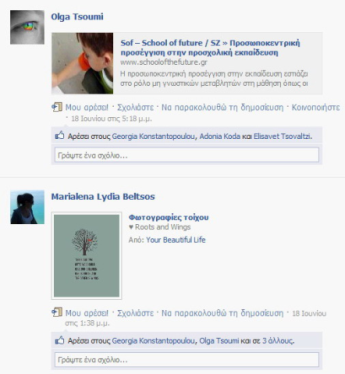 Olga Tsoumi
Sof – School of future / SZ » Προσωποκεντρική
προσέγγιση στην προσχολική εκπαίδευση
www.schoolofthefuture.gr
Η προσωποκεντρική προσέγγιση στην εκπαίδευση εστιάζει
στο ρόλο μη γνωστικών μεταβλητών στη μάθηση όπως οι
Μου αρέσει! · Σχολιάστε · Να παρακολουθώ τη δημοσίευση · Κοινοποιήστε
· 18 Ιουνίου στις 5:18 μ.μ.
Αρέσει στους Georgia Konstantopoulou, Adonia Koda και Elisavet Tsovaltzi.
Γράψτε ένα σχόλιο...
Marialena Lydia Beltsos
Φωτογραφίες τοίχου
♥ Roots and Wings
Από: Your Beautiful Life
Μου αρέσει! · Σχολιάστε · Να παρακολουθώ τη δημοσίευση · 18 Ιουνίου
στις 1:38 μ.μ.
Αρέσει στους Georgia Konstantopoulou, Olga Tsoumi και σε 3 άλλους.
Γράψτε ένα σχόλιο...